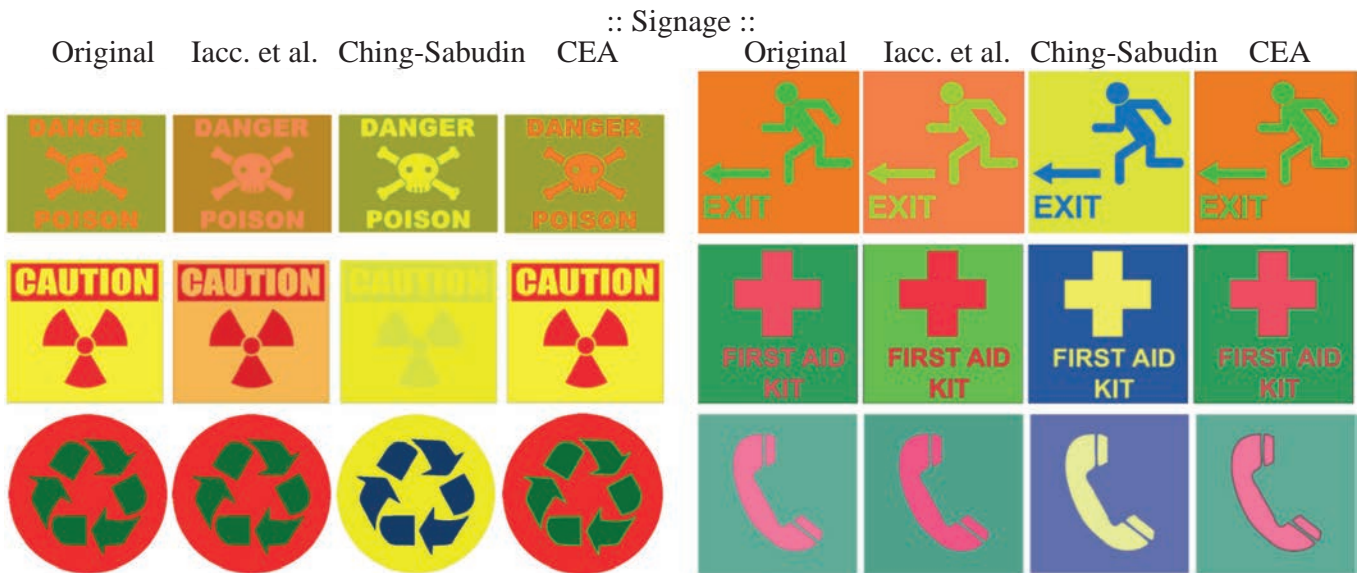 :: Signage ::
Original Iacc. et al. Ching-Sabudin CEA Original Iacc. et al. Ching-Sabudin CEA
DANGER DANGER DANGER DANGER
POISON POISON POISON POISON
EXIT EXIT EXIT EXIT
CAUTION CAUTION CAUTION
FIRST AID FIRST AID FIRST AID FIRST AID
KIT KIT KIT KIT